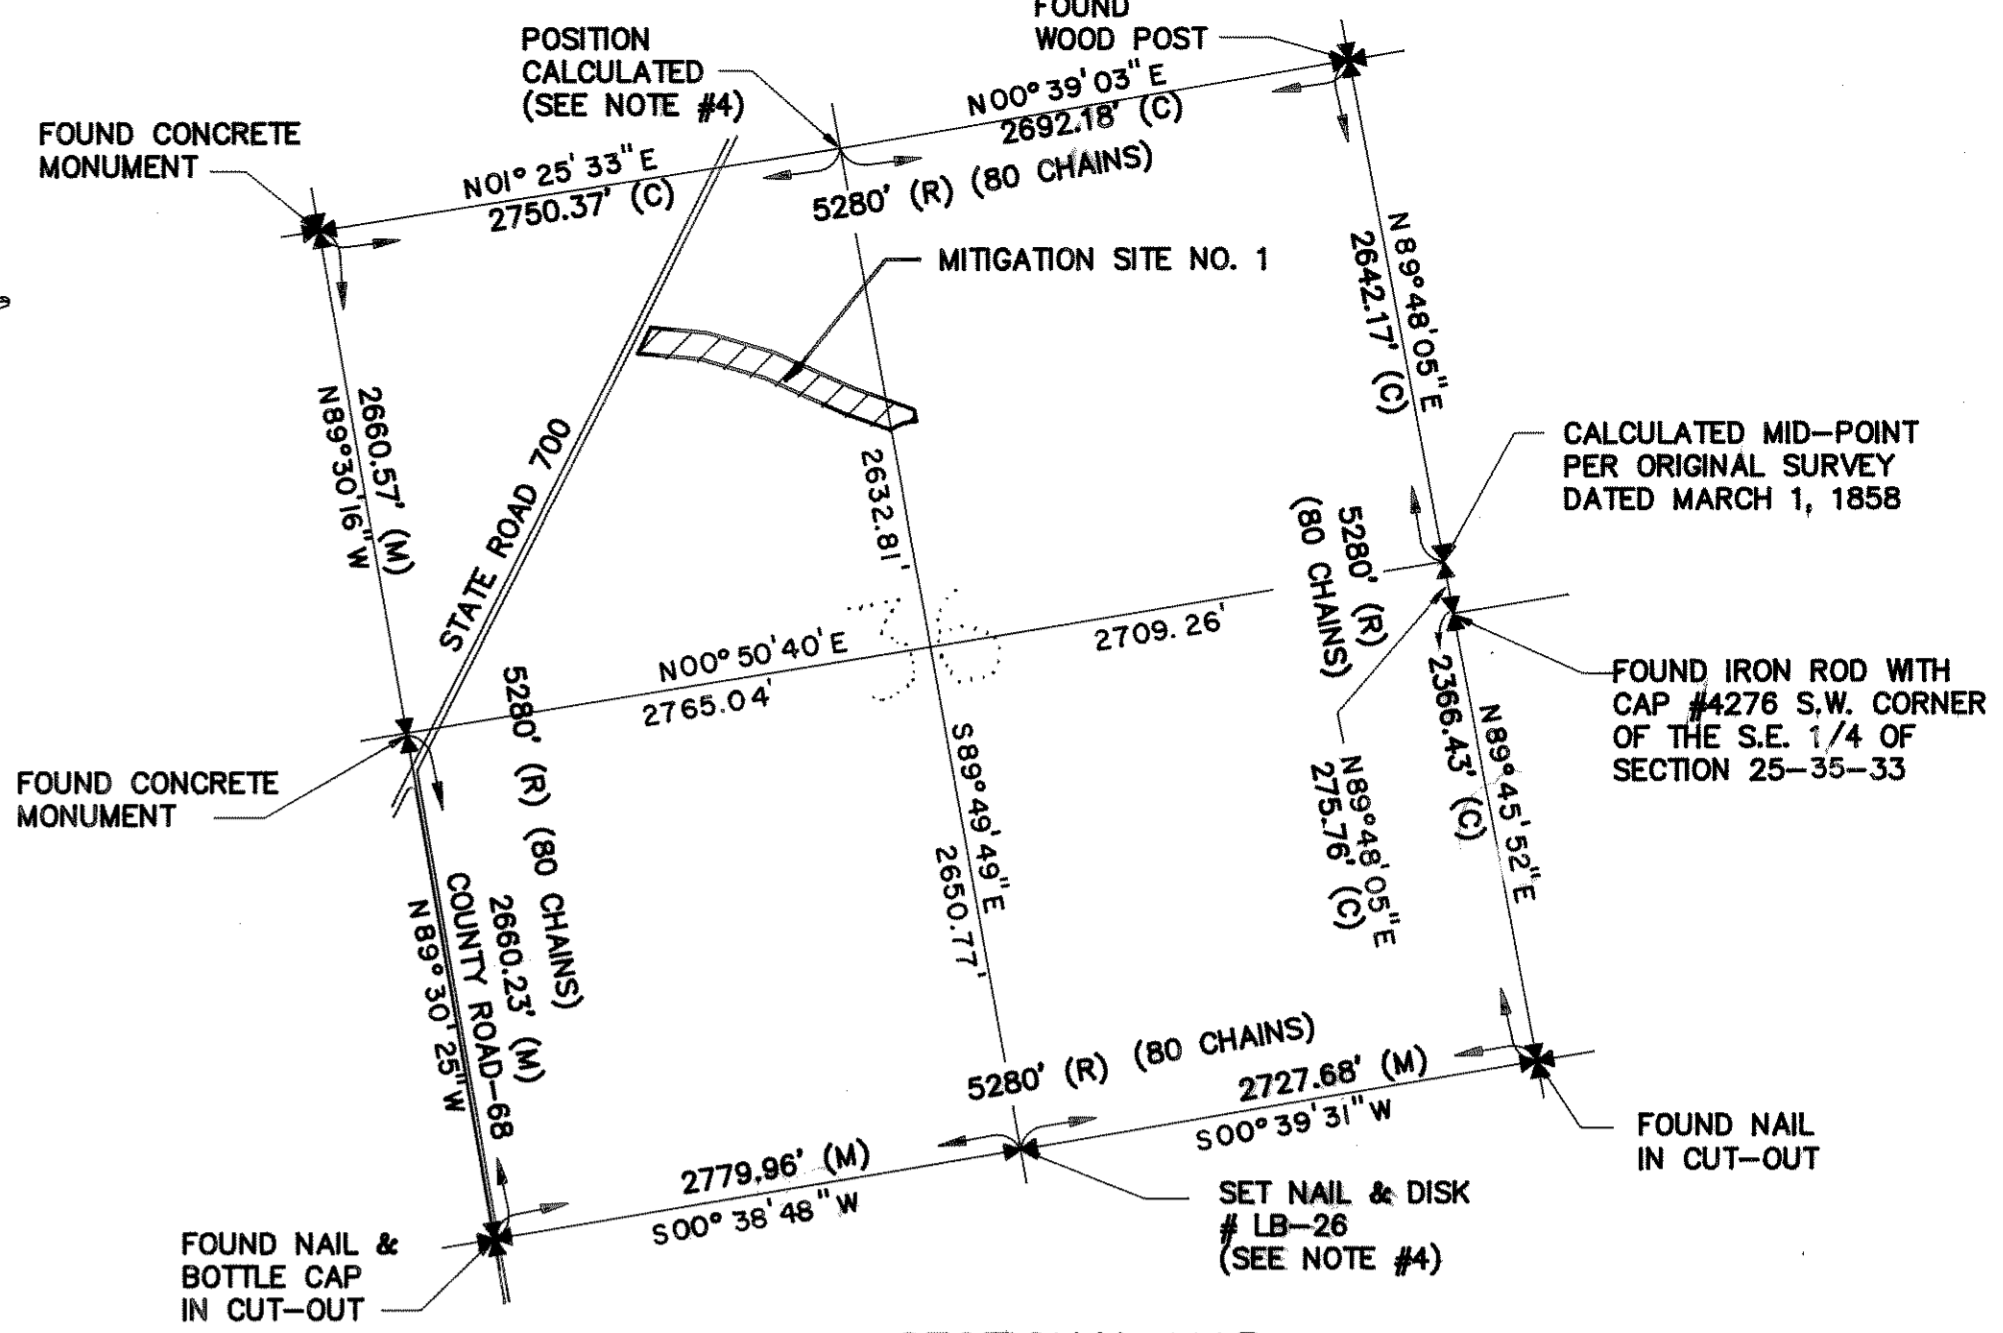 FOUND
WOOD POST
POSITION
CALCULATED
(SEE NOTE #4)
N00°39'03"E
2692.18' (C)
5280' (R) (80 CHAINS)
FOUND CONCRETE
MONUMENT
N01°25'33"E
2750.37' (C)
MITIGATION SITE NO. 1
N89°48'05"E
2642.17' (C)
2660.57' (M)
N89°30'16"W
STATE ROAD 700
2632.81'
CALCULATED MID-POINT
PER ORIGINAL SURVEY
DATED MARCH 1, 1858
5280' (R)
(80 CHAINS)
36
N00°50'40'E
2765.04'
2709.26'
FOUND IRON ROD WITH
CAP #4276 S.W. CORNER
OF THE S.E. 1/4 OF
SECTION 25-35-33
FOUND CONCRETE
MONUMENT
5280' (R) (80 CHAINS)
S89°49'49"E
2650.77'
N89°48'05"E
275.76' (C)
N89°45'52"E
2366.43' (C)
2660.23' (M)
COUNTY ROAD-68
N89°30'25"W
5280' (R) (80 CHAINS)
2727.68' (M)
S00°39'31"W
2779.96' (M)
S00°38'48"W
FOUND NAIL
IN CUT-OUT
SET NAIL & DISK
# LB-26
(SEE NOTE #4)
FOUND NAIL &
BOTTLE CAP
IN CUT-OUT